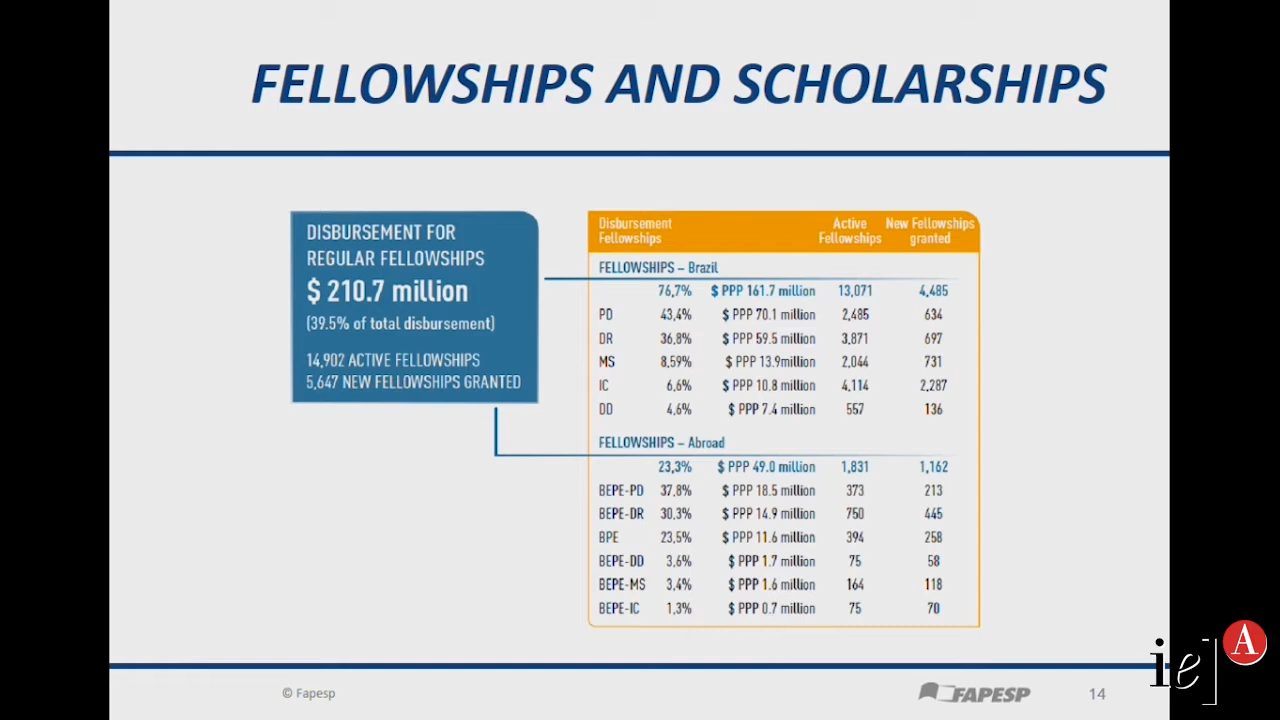 FELLOWSHIPS AND SCHOLARSHIPS
DISBURSEMENT FOR
REGULAR FELLOWSHIPS
$ 210.7 million
(39.5% of total disbursement)
14,902 ACTIVE FELLOWSHIPS
5,647 NEW FELLOWSHIPS GRANTED
Disbursement Fellowships Active Fellowships New Fellowships granted
FELLOWSHIPS – Brazil
76,7% $ PPP 161.7 million 13,071 4,485
PD 43,4% $ PPP 70.1 million 2,485 634
DR 36,8% $ PPP 59.5 million 3,871 697
MS 8,59% $ PPP 13.9million 2,044 731
IC 6,6% $ PPP 10.8 million 4,114 2,287
DD 4,6% $ PPP 7.4 million 557 136
FELLOWSHIPS – Abroad
23,3% $ PPP 49.0 million 1,831 1,162
BEPE-PD 37,8% $ PPP 18.5 million 373 213
BEPE-DR 30,3% $ PPP 14.9 million 750 445
BPE 23,5% $ PPP 11.6 million 394 258
BEPE-DD 3,6% $ PPP 1.7 million 75 58
BEPE-MS 3,4% $ PPP 1.6 million 164 118
BEPE-IC 1,3% $ PPP 0.7 million 75 70
© Fapesp
FAPESP
14
ie] A